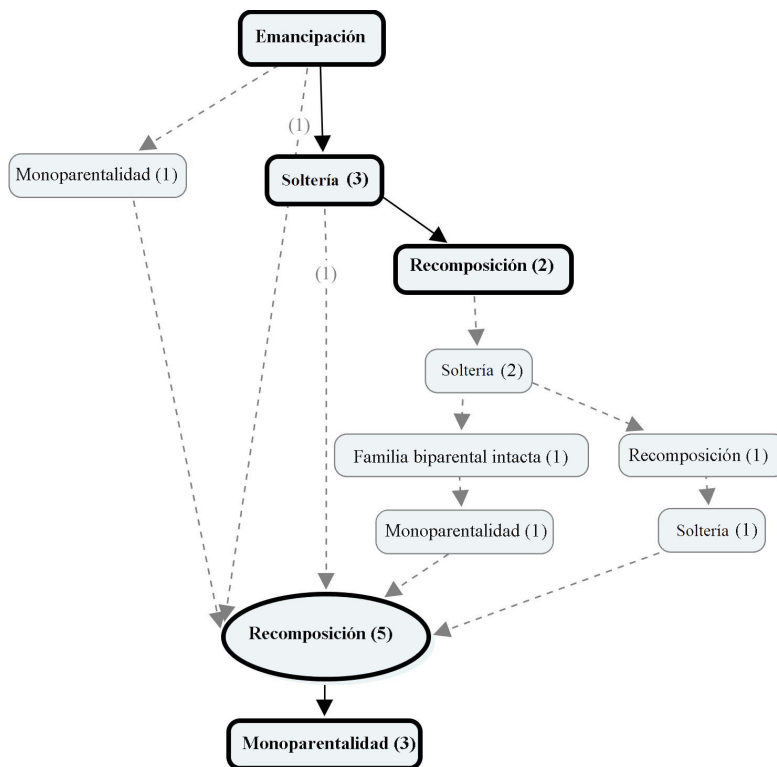 Emancipación
(1)
Monoparentalidad (1)
Soltería (3)
Recomposición (2)
(1)
Soltería (2)
Familia biparental intacta (1)
Recomposición (1)
Monoparentalidad (1)
Soltería (1)
Recomposición (5)
Monoparentalidad (3)